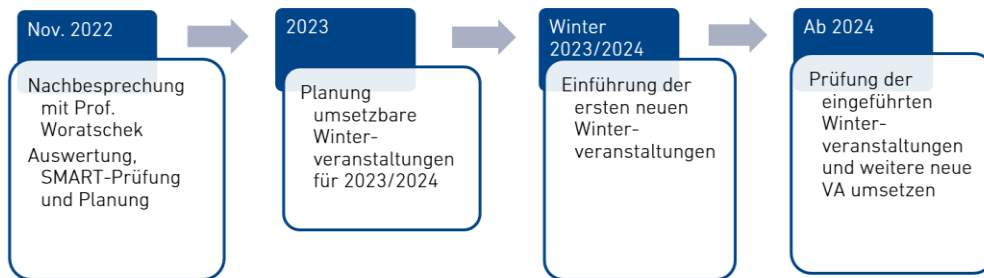 Nov. 2022
Nachbesprechung
mit Prof.
Woratschek
Auswertung,
SMART-Prüfung
und Planung
2023
Planung
umsetzbare
Winter-
veranstaltungen
für 2023/2024
Winter
2023/2024
Einführung der
ersten neuen
Winter-
veranstaltungen
Ab 2024
Prüfung der
eingeführten
Winter-
veranstaltungen
und weitere neue
VA umsetzen